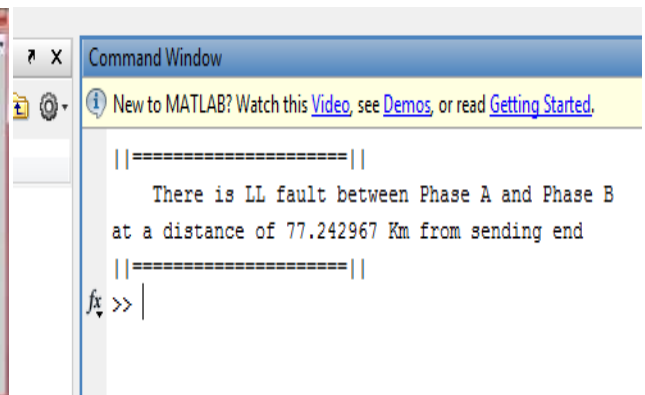 Command Window
New to MATLAB? Watch this Video, see Demos, or read Getting Started.
||=====================||
There is LL fault between Phase A and Phase B
at a distance of 77.242967 Km from sending end
||=====================||
fx >>